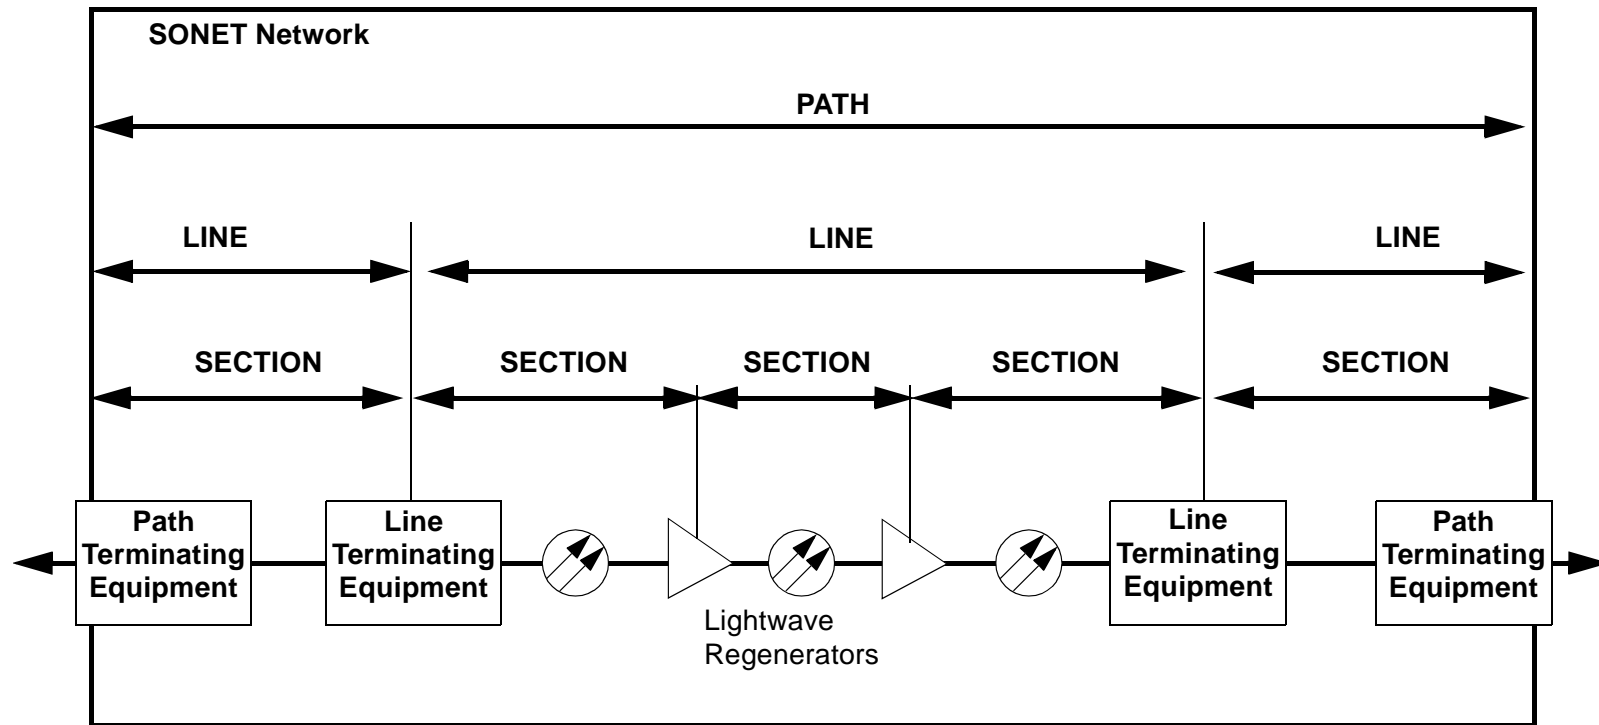 SONET Network
PATH
LINE
LINE
LINE
SECTION
SECTION
SECTION
SECTION
SECTION
Path
Terminating
Equipment
Line
Terminating
Equipment
Lightwave
Regenerators
Line
Terminating
Equipment
Path
Terminating
Equipment